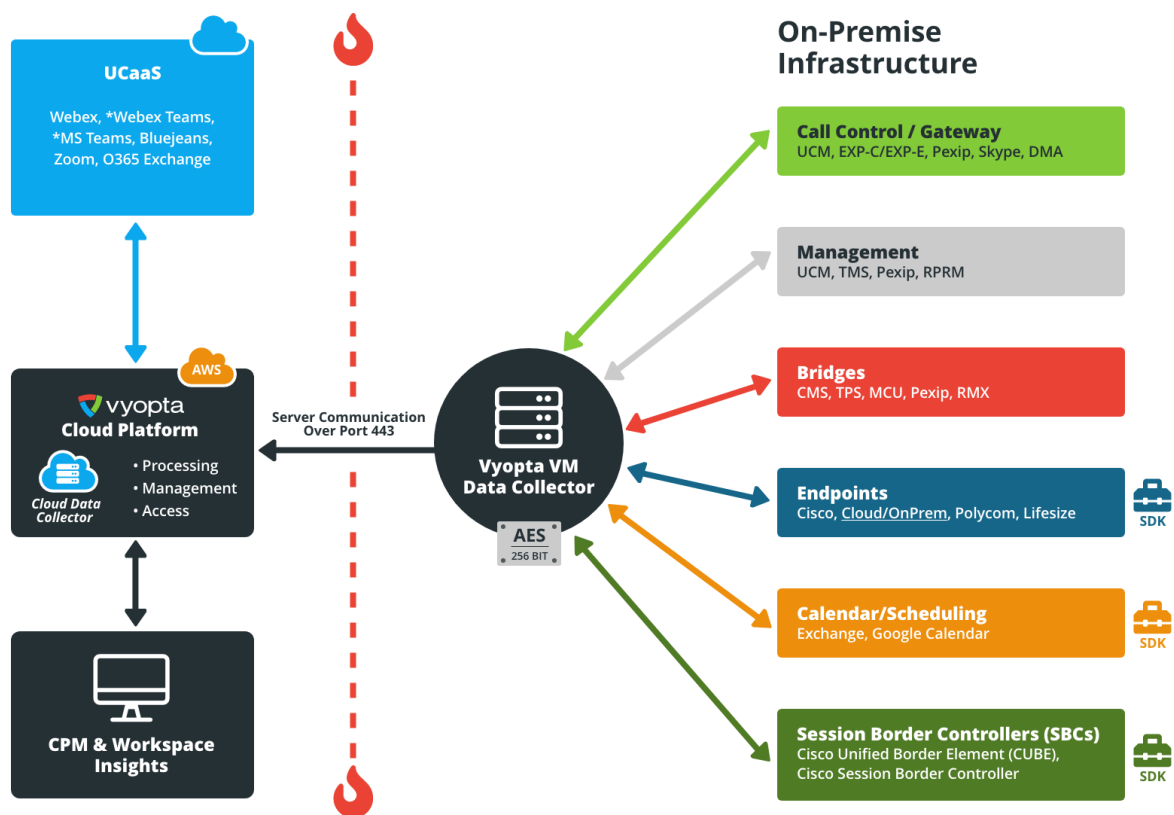 UCaaS
Webex, *Webex Teams,
*MS Teams, Bluejeans,
Zoom, O365 Exchange
AWS
vyopta
Cloud Platform
Cloud Data
Collector
• Processing
• Management
• Access
CPM & Workspace
Insights
Server Communication
Over Port 443
Vyopta VM
Data Collector
AES
256 BIT
On-Premise
Infrastructure
Call Control / Gateway
UCM, EXP-C/EXP-E, Pexip, Skype, DMA
Management
UCM, TMS, Pexip, RPRM
Bridges
CMS, TPS, MCU, Pexip, RMX
Endpoints
Cisco, Cloud/OnPrem, Polycom, Lifesize
SDK
Calendar/Scheduling
Exchange, Google Calendar
SDK
Session Border Controllers (SBCs)
Cisco Unified Border Element (CUBE),
Cisco Session Border Controller
SDK